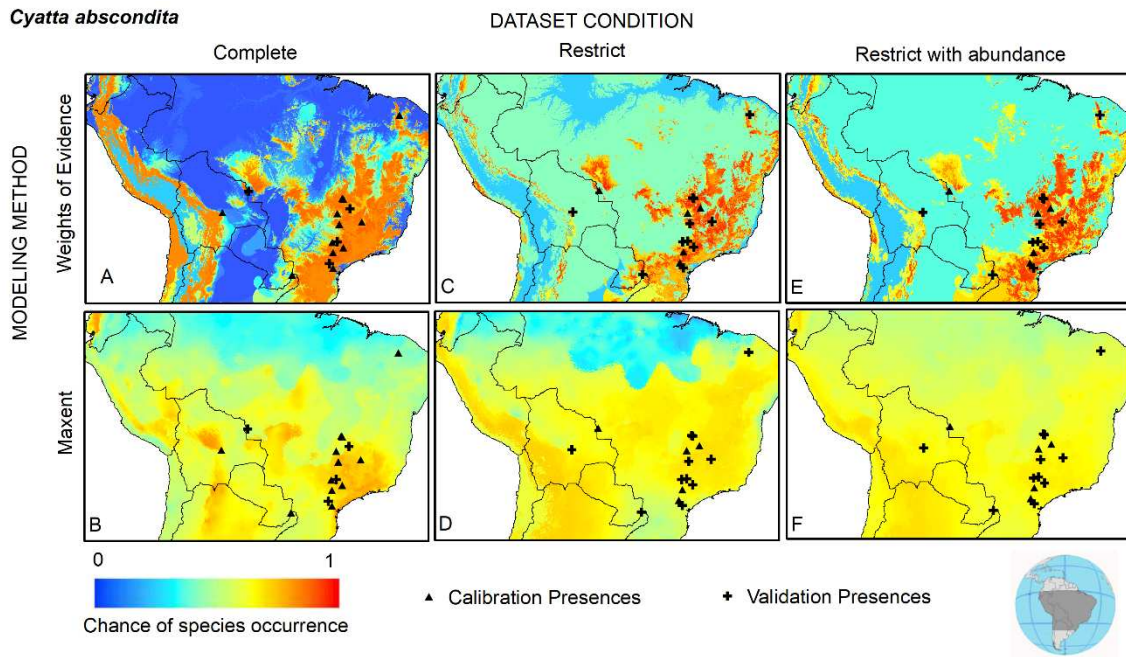 Cyatta abscondita
DATASET CONDITION
Complete
Restrict
Restrict with abundance
MODELING METHOD
Weights of Evidence
Maxent
A
C
E
B
D
F
0 1
Chance of species occurrence
Calibration Presences
Validation Presences